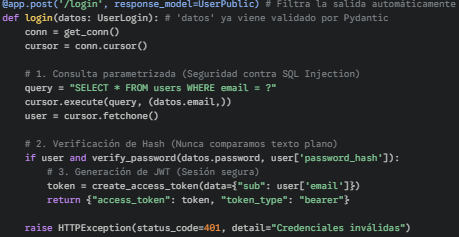 @app.post('/login', response_model=UserPublic) # Filtra la salida automáticamente
def login(datos: UserLogin): # 'datos' ya viene validado por Pydantic
    conn = get_conn()
    cursor = conn.cursor()

    # 1. Consulta parametrizada (Seguridad contra SQL Injection)
    query = "SELECT * FROM users WHERE email = ?"
    cursor.execute(query, (datos.email,))
    user = cursor.fetchone()

    # 2. Verificación de Hash (Nunca comparamos texto plano)
    if user and verify_password(datos.password, user['password_hash']):
        # 3. Generación de JWT (Sesión segura)
        token = create_access_token(data={"sub": user['email']})
        return {"access_token": token, "token_type": "bearer"}

    raise HTTPException(status_code=401, detail="Credenciales inválidas")